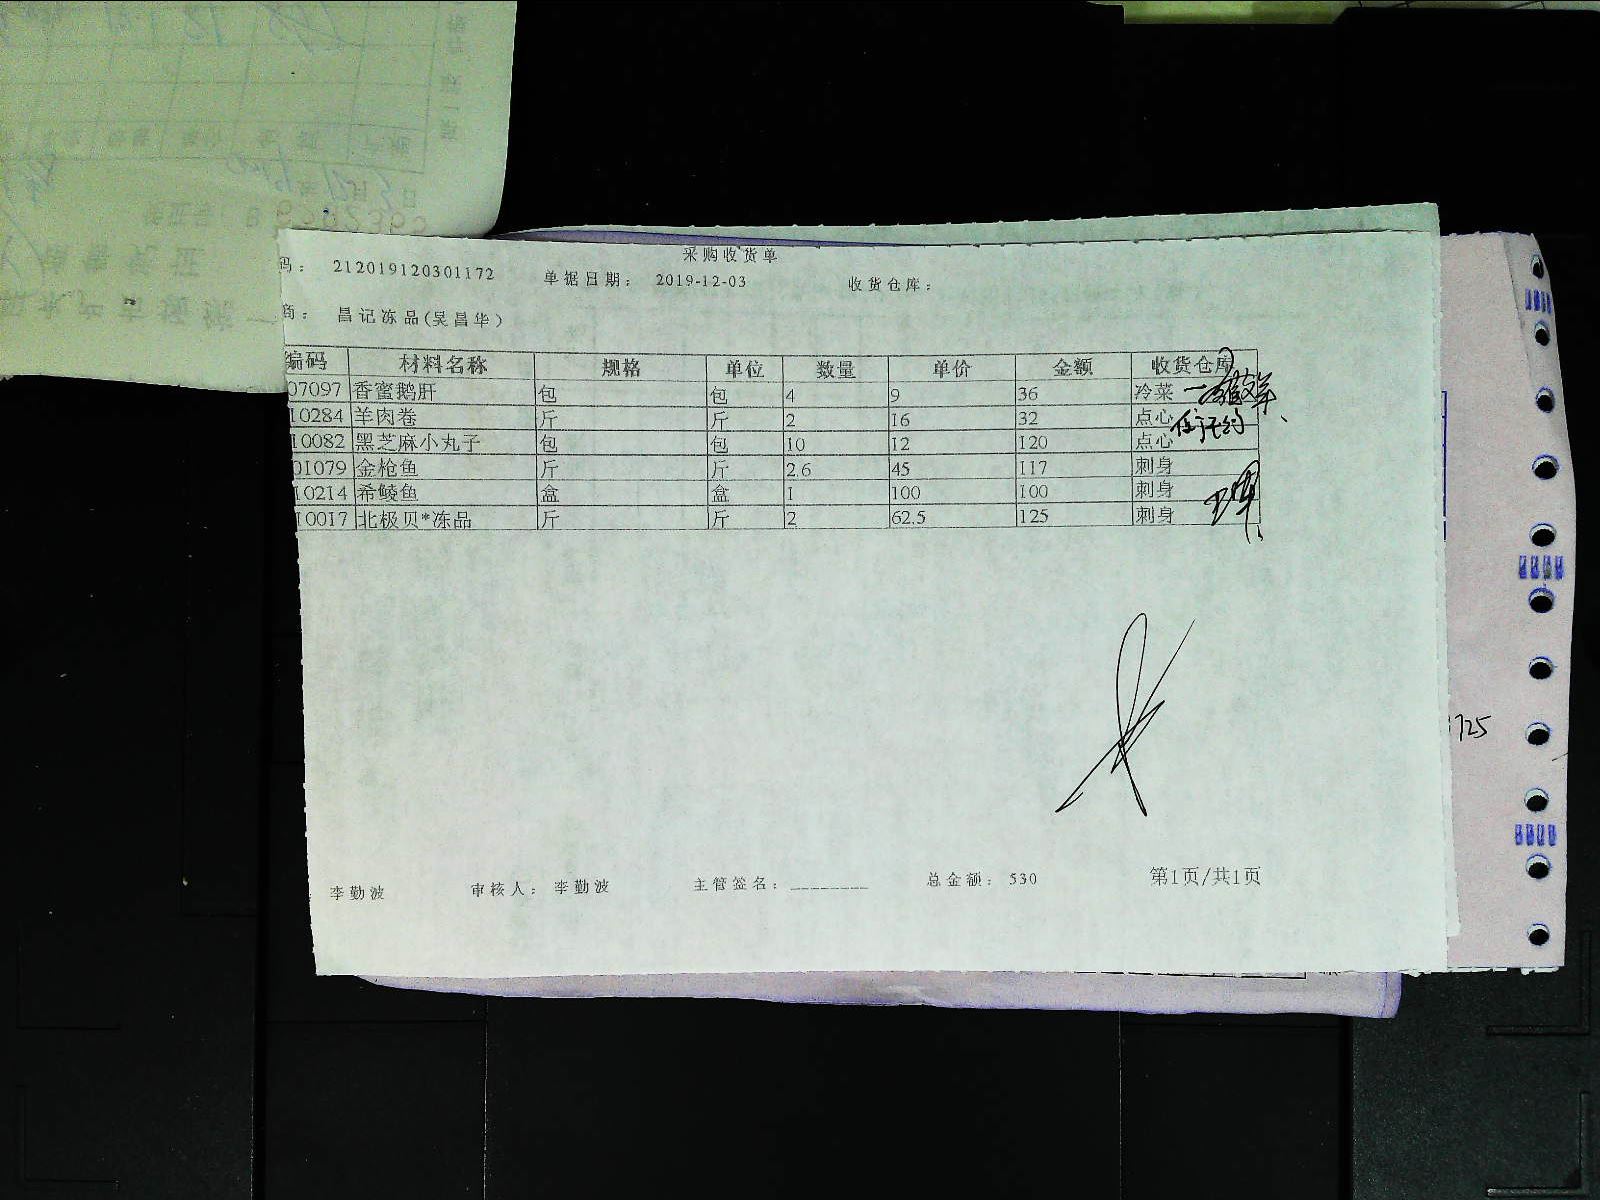 采购收货单
码： 212019120301172 单据日期： 2019-12-03 收货仓库：
商： 昌记冻品(吴昌华)
编码 材料名称 规格 单位 数量 单价 金额 收货仓库
07097 香蜜鹅肝 包 包 4 9 36 冷菜
10284 羊肉卷 斤 斤 2 16 32 点心
10082 黑芝麻小丸子 包 包 10 12 120 点心
01079 金枪鱼 斤 斤 2.6 45 117 刺身
10214 希鲮鱼 盒 盒 1 100 100 刺身
10017 北极贝*冻品 斤 斤 2 62.5 125 刺身
1725
李勤波 审核人： 李勤波 主管签名：________ 总金额： 530 第1页/共1页